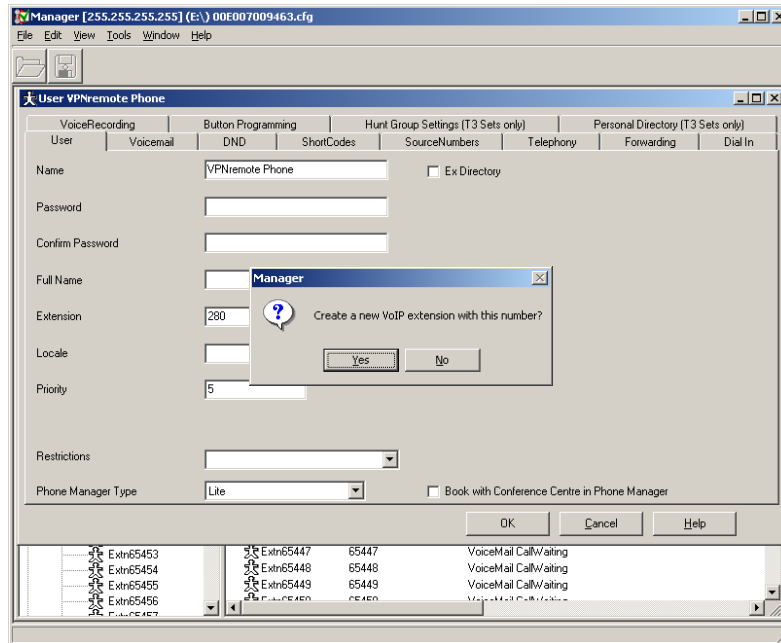 Manager [255.255.255.255] (E:\) 00E007009463.cfg
File Edit View Tools Window Help
User VPNremote Phone
VoiceRecording Button Programming Hunt Group Settings (T3 Sets only) Personal Directory (T3 Sets only)
User Voicemail DND ShortCodes SourceNumbers Telephony Forwarding Dial In
Name VPNremote Phone Ex Directory
Password
Confirm Password
Full Name
Manager
Create a new VoIP extension with this number?
Yes No
Extension 280
Locale
Priority 5
Restrictions
Phone Manager Type Lite Book with Conference Centre in Phone Manager
OK Cancel Help
Extn65453 Extn65447 65447 VoiceMail CallWaiting
Extn65454 Extn65448 65448 VoiceMail CallWaiting
Extn65455 Extn65449 65449 VoiceMail CallWaiting
Extn65456